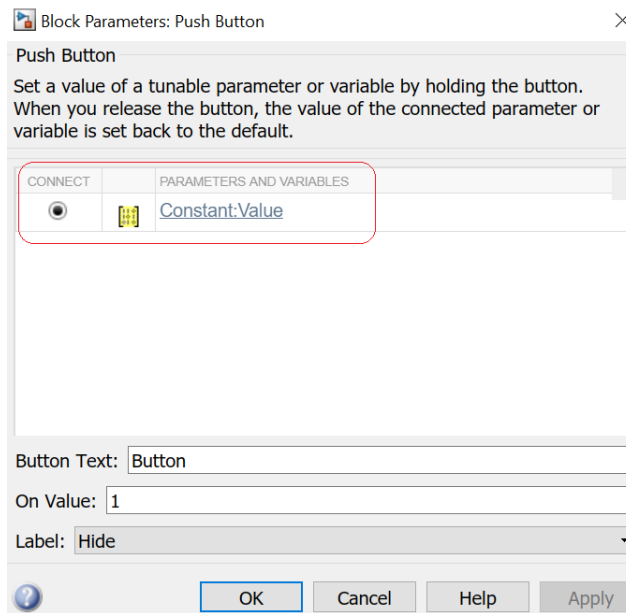 Block Parameters: Push Button
Push Button
Set a value of a tunable parameter or variable by holding the button.
When you release the button, the value of the connected parameter or
variable is set back to the default.
CONNECT PARAMETERS AND VARIABLES
Constant:Value
Button Text: Button
On Value: 1
Label: Hide
OK Cancel Help Apply